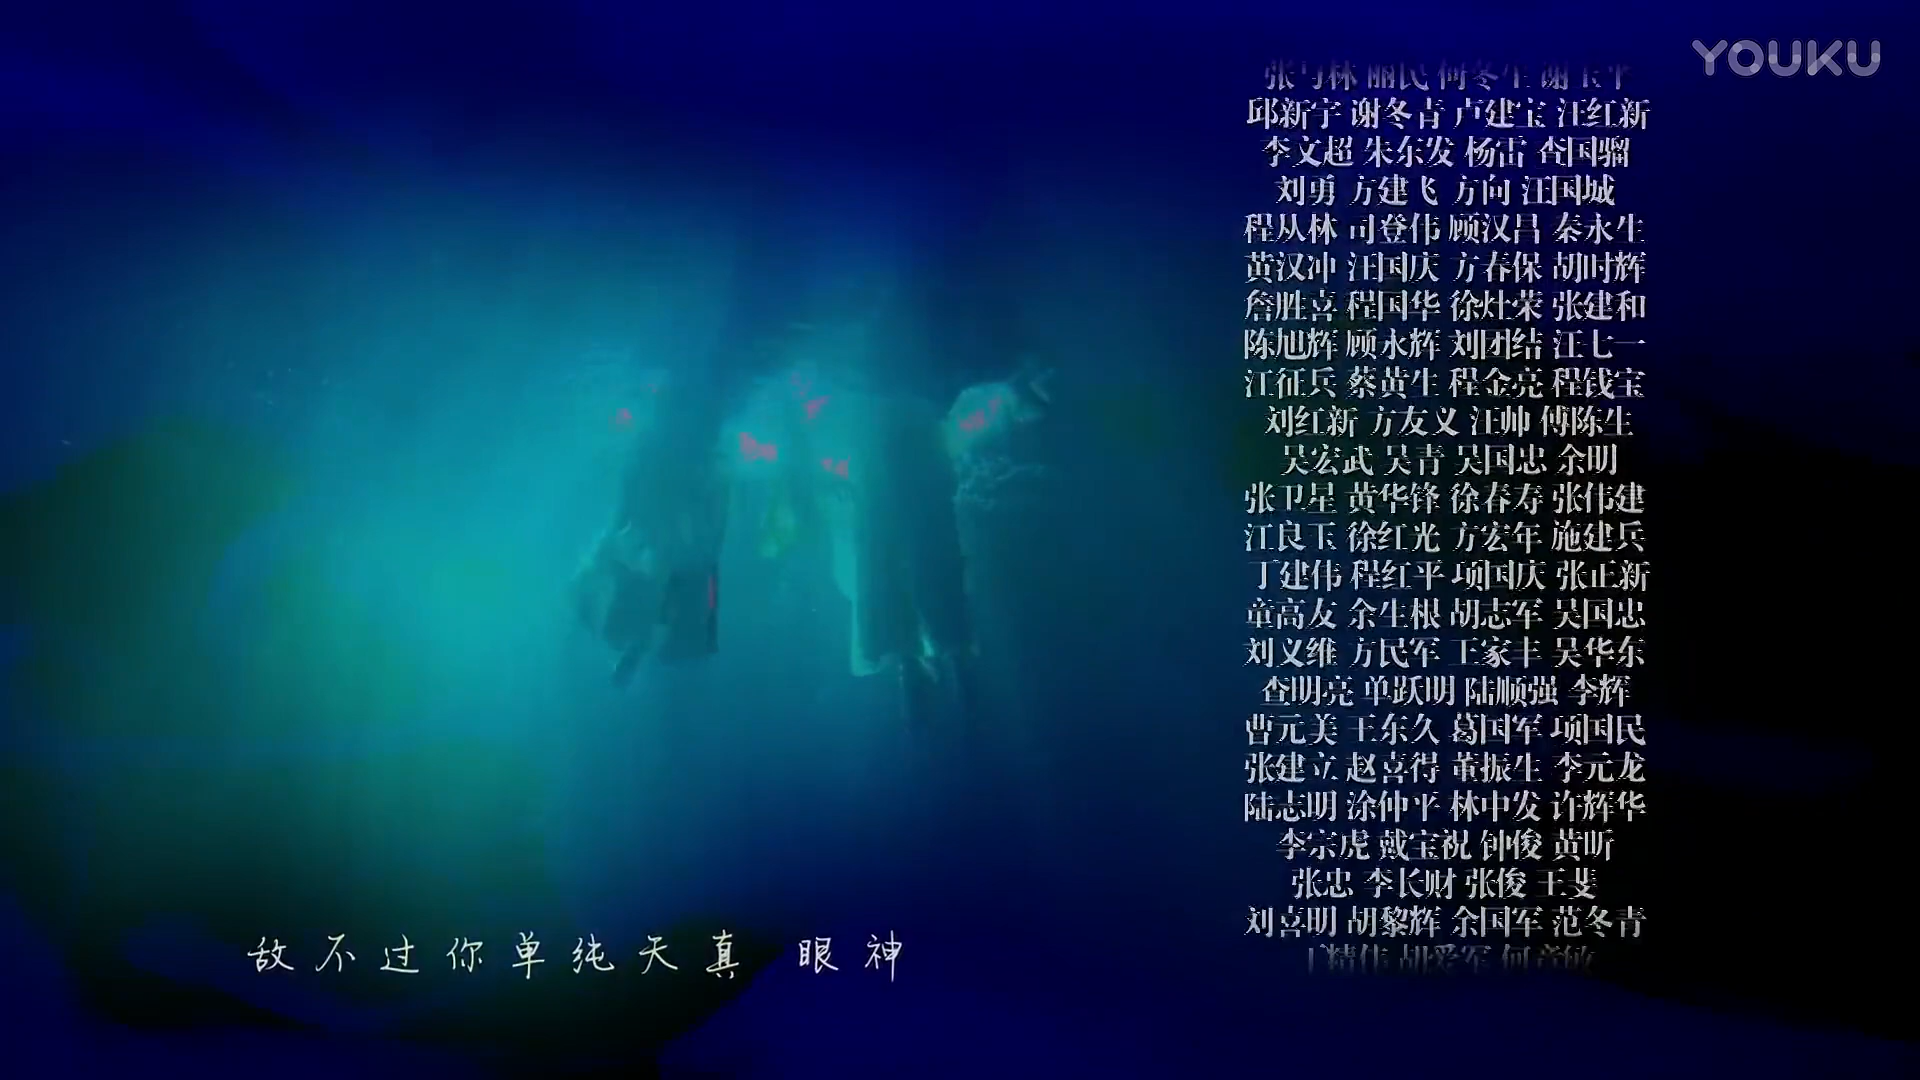 YOUKU
邱新宇 谢冬青 卢建宝 汪红新
李文超 朱东发 杨雷 查国骝
刘勇 方建飞 方向 汪国城
程从林 司登伟 顾汉昌 秦永生
黄汉冲 汪国庆 方春保 胡时辉
詹胜喜 程国华 徐灶荣 张建和
陈旭辉 顾永辉 刘团结 汪七一
江征兵 蔡黄生 程金亮 程钱宝
刘红新 方友义 汪帅 傅陈生
吴宏武 吴青 吴国忠 余明
张卫星 黄华锋 徐春寿 张伟建
江良玉 徐红光 方宏年 施建兵
丁建伟 程红平 项国庆 张正新
童高友 余生根 胡志军 吴国忠
刘义维 方民军 王家丰 吴华东
查明亮 单跃明 陆顺强 李辉
曹元美 王东久 葛国军 项国民
张建立 赵喜得 董振生 李元龙
陆志明 涂仲平 林中发 许辉华
李宗虎 戴宝祝 钟俊 黄昕
张忠 李长财 张俊 王斐
刘喜明 胡黎辉 余国军 范冬青
敌不过你单纯天真 眼神